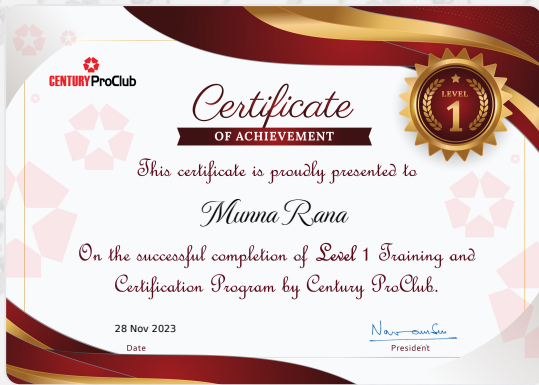 CENTURY ProClub
Certificate
OF ACHIEVEMENT
LEVEL
1
This certificate is proudly presented to
Munna Rana
On the successful completion of Level 1 Training and
Certification Program by Century ProClub.
28 Nov 2023
Date
President